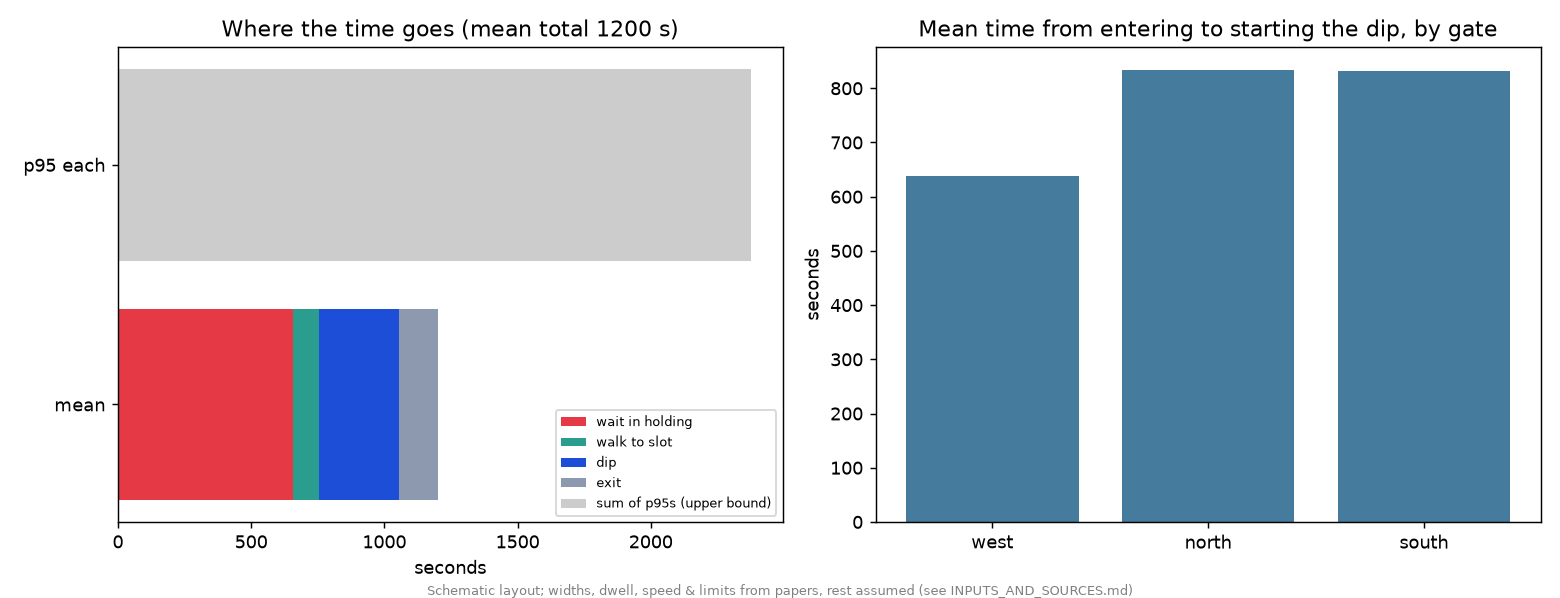 Where the time goes (mean total 1200 s)
p95 each
mean
wait in holding
walk to slot
dip
exit
sum of p95s (upper bound)
0 500 1000 1500 2000
seconds
Mean time from entering to starting the dip, by gate
800
700
600
500
400
300
200
100
0
seconds
west north south
Schematic layout; widths, dwell, speed & limits from papers, rest assumed (see INPUTS_AND_SOURCES.md)